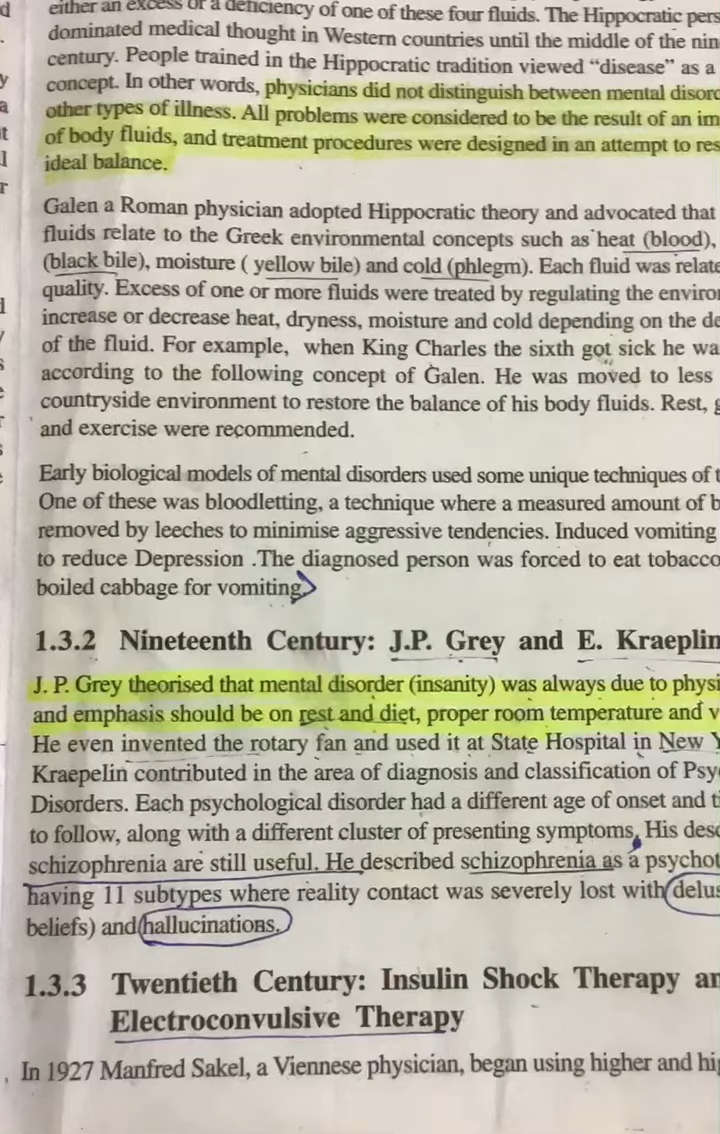 either an excess or a deficiency of one of these four fluids. The Hippocratic pers
dominated medical thought in Western countries until the middle of the nin
century. People trained in the Hippocratic tradition viewed “disease” as a
concept. In other words, physicians did not distinguish between mental disord
other types of illness. All problems were considered to be the result of an im
of body fluids, and treatment procedures were designed in an attempt to res
ideal balance.
Galen a Roman physician adopted Hippocratic theory and advocated that
fluids relate to the Greek environmental concepts such as heat (blood),
(black bile), moisture ( yellow bile) and cold (phlegm). Each fluid was relate
quality. Excess of one or more fluids were treated by regulating the enviro
increase or decrease heat, dryness, moisture and cold depending on the de
of the fluid. For example, when King Charles the sixth got sick he wa
according to the following concept of Galen. He was moved to less
countryside environment to restore the balance of his body fluids. Rest, g
and exercise were recommended.
Early biological models of mental disorders used some unique techniques of t
One of these was bloodletting, a technique where a measured amount of b
removed by leeches to minimise aggressive tendencies. Induced vomiting
to reduce Depression .The diagnosed person was forced to eat tobacco
boiled cabbage for vomiting.
1.3.2 Nineteenth Century: J.P. Grey and E. Kraeplin
J. P. Grey theorised that mental disorder (insanity) was always due to physi
and emphasis should be on rest and diet, proper room temperature and v
He even invented the rotary fan and used it at State Hospital in New Y
Kraepelin contributed in the area of diagnosis and classification of Psy
Disorders. Each psychological disorder had a different age of onset and t
to follow, along with a different cluster of presenting symptoms. His desc
schizophrenia are still useful. He described schizophrenia as a psychot
having 11 subtypes where reality contact was severely lost with (delus
beliefs) and hallucinations.
1.3.3 Twentieth Century: Insulin Shock Therapy an
Electroconvulsive Therapy
In 1927 Manfred Sakel, a Viennese physician, began using higher and hig